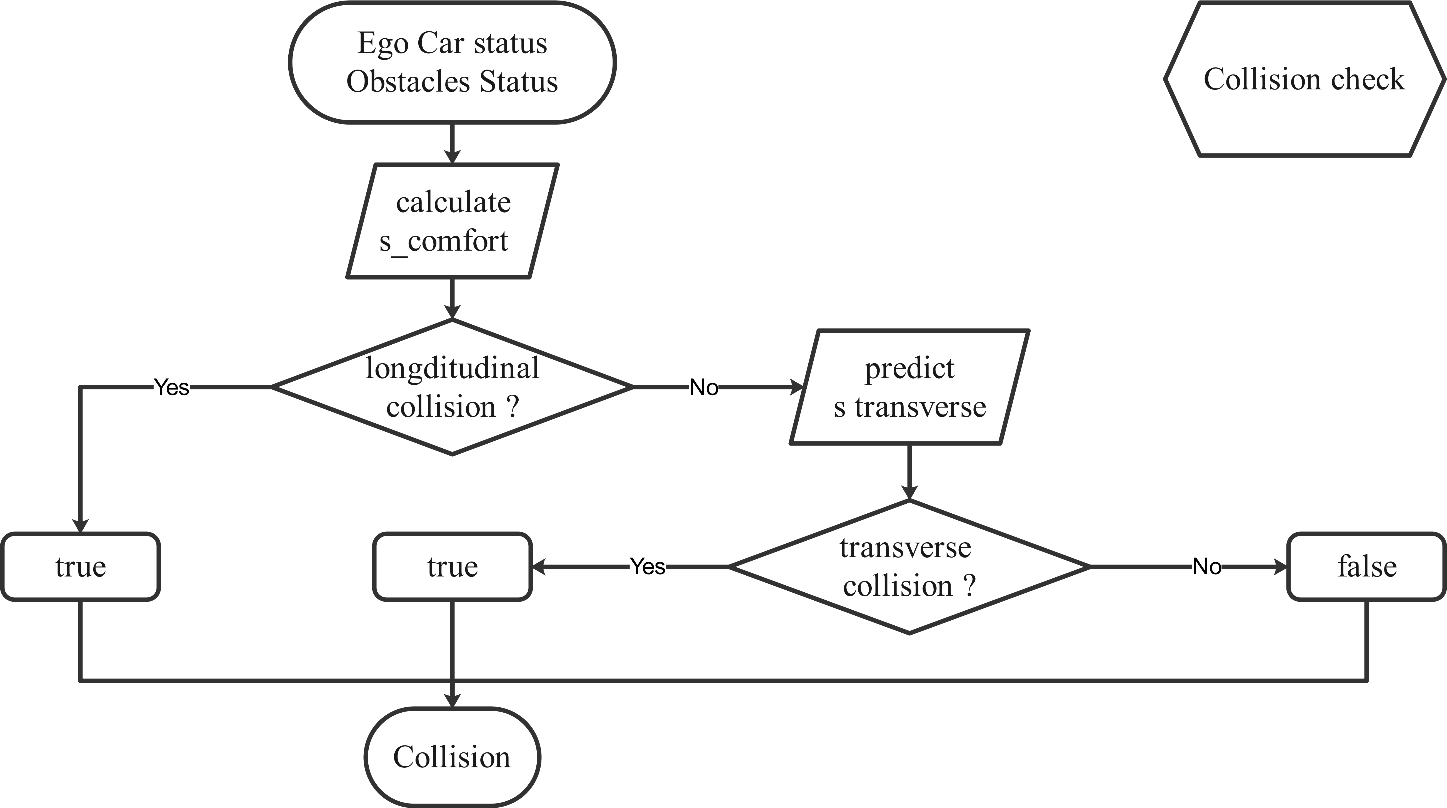 Ego Car status
Obstacles Status
Collision check
calculate
s_comfort
longditudinal
collision ?
Yes
No
predict
s transverse
true
true
Yes
transverse
collision ?
No
false
Collision